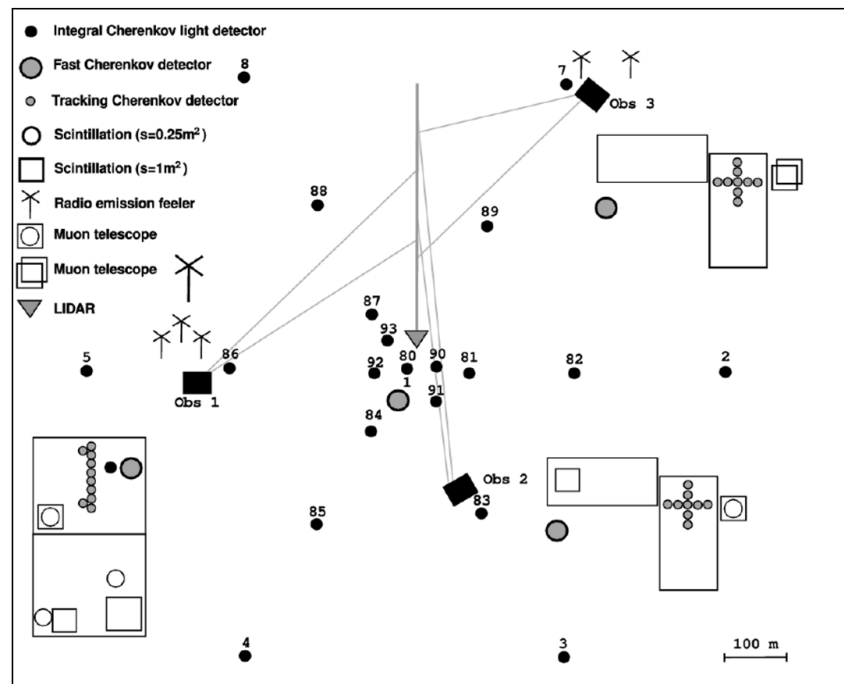 Integral Cherenkov light detector
Fast Cherenkov detector
Tracking Cherenkov detector
Scintillation (s=0.25m²)
Scintillation (s=1m²)
Radio emission feeler
Muon telescope
Muon telescope
LIDAR
8
7
Obs 3
88
89
87
93
5
86
92
80
90
81
82
2
1
Obs 1
91
84
Obs 2
83
85
4
3
100 m